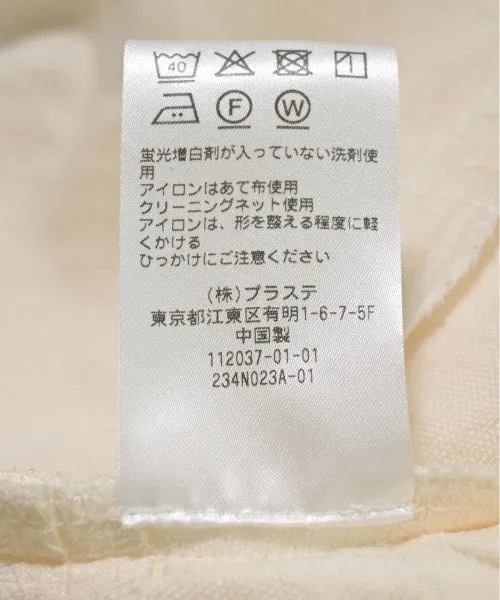 40
F W
蛍光増白剤が入っていない洗剤使
用
アイロンはあて布使用
クリーニングネット使用
アイロンは、形を整える程度に軽
くかける
ひっかけにご注意ください
(株)プラステ
東京都江東区有明1-6-7-5F
中国製
112037-01-01
234N023A-01